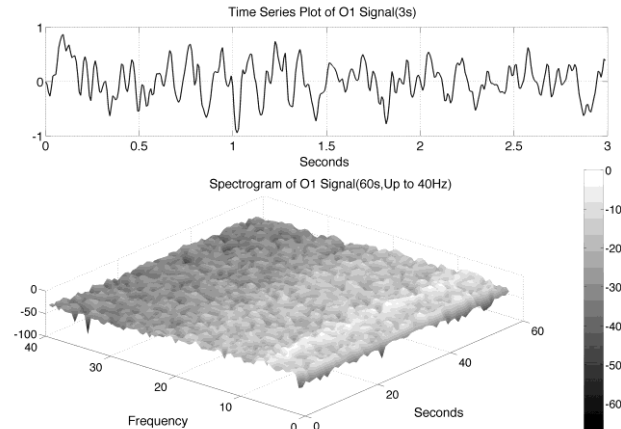 Time Series Plot of O1 Signal(3s)
1
0
-1
0 0.5 1 1.5 2 2.5 3
Seconds
Spectrogram of O1 Signal(60s,Up to 40Hz)
0
-50
-100
40 30 20 10 0
Frequency
0 20 40 60
Seconds
0
-10
-20
-30
-40
-50
-60